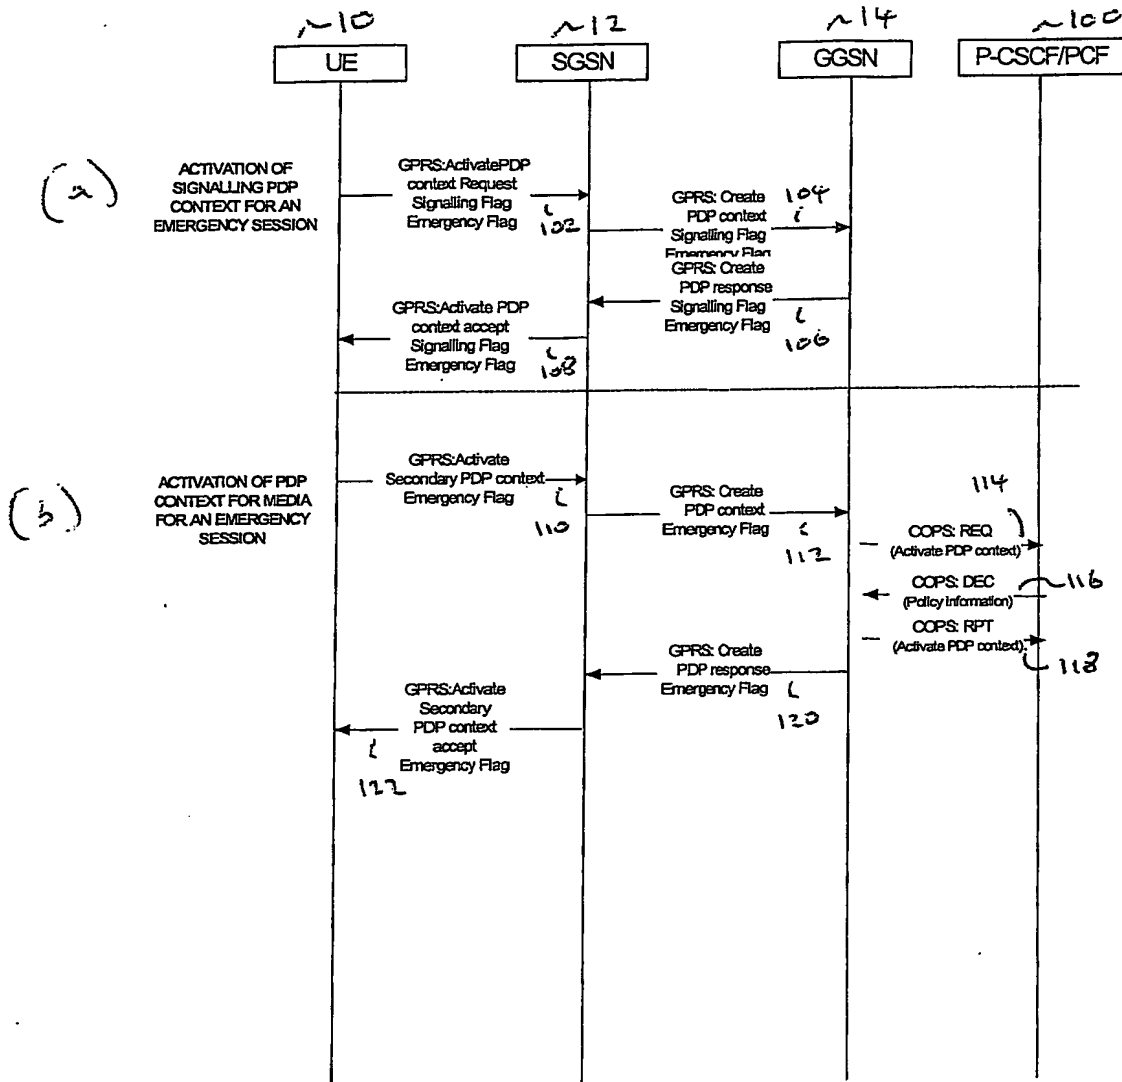 ~10
~12
~14
~100
UE
SGSN
GGSN
P-CSCF/PCF
(a)
ACTIVATION OF
SIGNALLING PDP
CONTEXT FOR AN
EMERGENCY SESSION
GPRS:ActivatePDP
context Request
Signalling Flag
Emergency Flag
102
GPRS: Create
PDP context
Signalling Flag
Emergency Flag
104
GPRS: Create
PDP response
Signalling Flag
Emergency Flag
106
GPRS:Activate PDP
context accept
Signalling Flag
Emergency Flag
108
(b)
ACTIVATION OF PDP
CONTEXT FOR MEDIA
FOR AN EMERGENCY
SESSION
GPRS:Activate
Secondary PDP context
Emergency Flag
110
GPRS: Create
PDP context
Emergency Flag
112
114
COPS: REQ
(Activate PDP context)
COPS: DEC
(Policy information)
116
COPS: RPT
(Activate PDP context)
118
GPRS: Create
PDP response
Emergency Flag
120
GPRS:Activate
Secondary
PDP context
accept
Emergency Flag
122